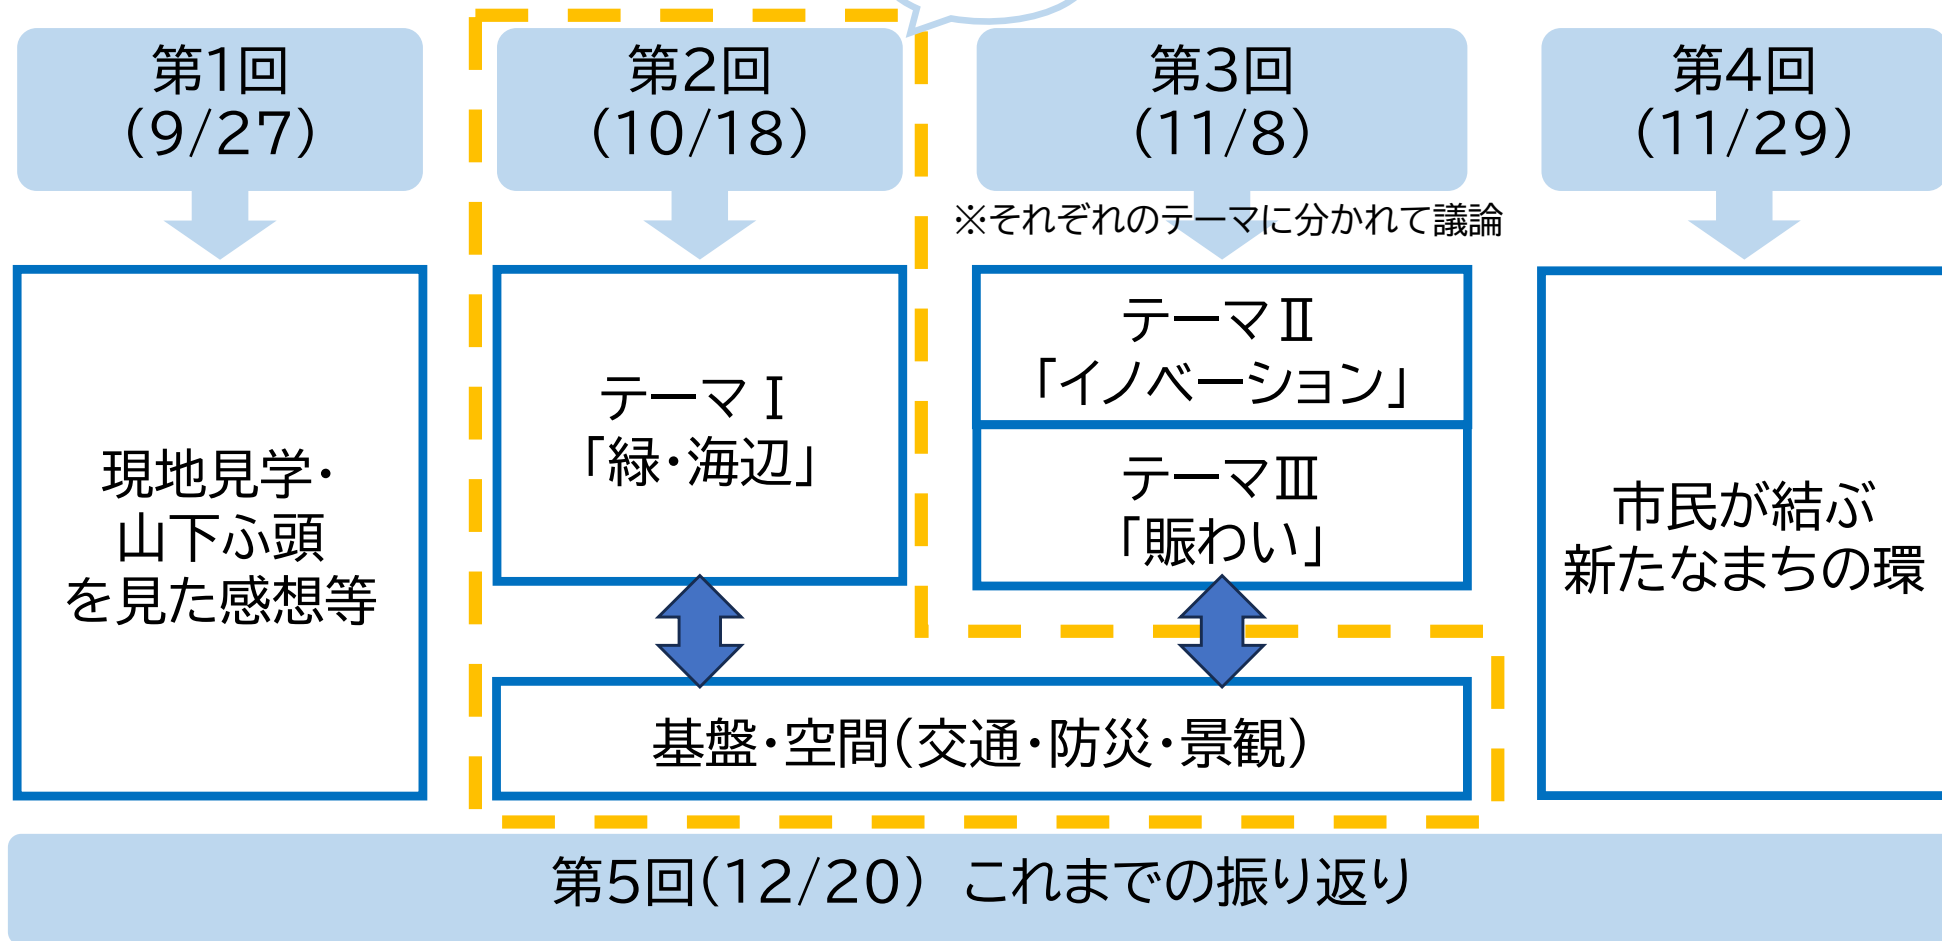 第1回
(9/27)
第2回
(10/18)
第3回
(11/8)
第4回
(11/29)
※それぞれのテーマに分かれて議論
現地見学・
山下ふ頭
を見た感想等
テーマⅠ
「緑・海辺」
テーマⅡ
「イノベーション」
テーマⅢ
「賑わい」
市民が結ぶ
新たなまちの環
基盤・空間(交通・防災・景観)
第5回(12/20) これまでの振り返り